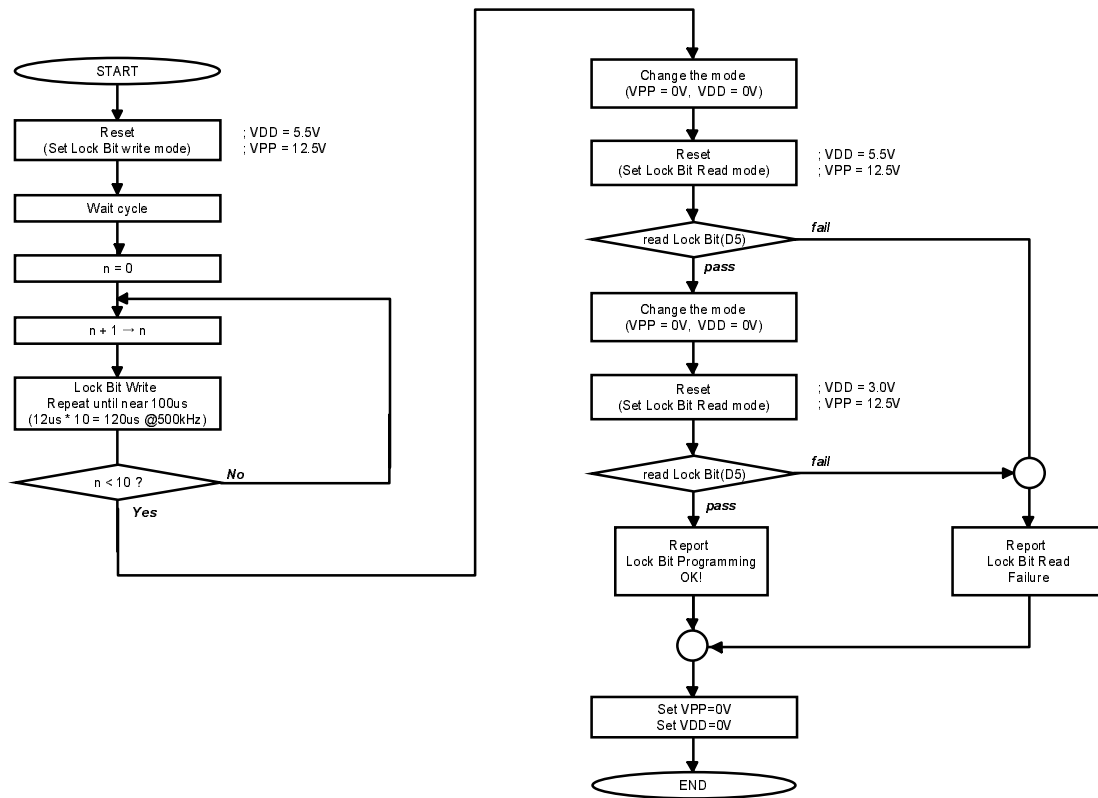 START
Reset
(Set Lock Bit write mode)
; VDD = 5.5V
; VPP = 12.5V
Wait cycle
n = 0
n + 1 → n
Lock Bit Write
Repeat until near 100us
(12us * 10 = 120us @500kHz)
n < 10 ?
No
Yes
Change the mode
(VPP = 0V, VDD = 0V)
Reset
(Set Lock Bit Read mode)
; VDD = 5.5V
; VPP = 12.5V
read Lock Bit(D5)
fail
pass
Change the mode
(VPP = 0V, VDD = 0V)
Reset
(Set Lock Bit Read mode)
; VDD = 3.0V
; VPP = 12.5V
read Lock Bit(D5)
fail
pass
Report
Lock Bit Programming
OK!
Report
Lock Bit Read
Failure
Set VPP=0V
Set VDD=0V
END